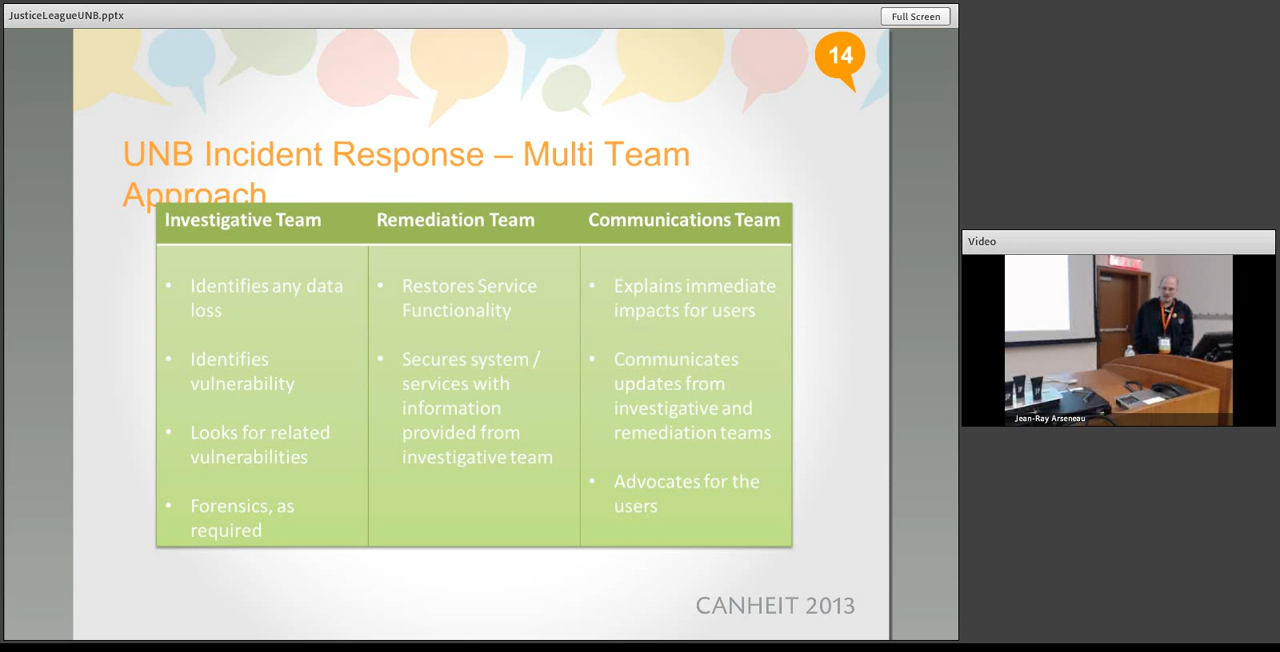 JusticeLeagueUNB.pptx
Full Screen
14
UNB Incident Response – Multi Team
Approach
Investigative Team
• Identifies any data
loss
• Identifies
vulnerability
• Looks for related
vulnerabilities
• Forensics, as
required
Remediation Team
• Restores Service
Functionality
• Secures system /
services with
information
provided from
investigative team
Communications Team
• Explains immediate
impacts for users
• Communicates
updates from
investigative and
remediation teams
• Advocates for the
users
CANHEIT 2013
Video
Jean-Ray Arseneau